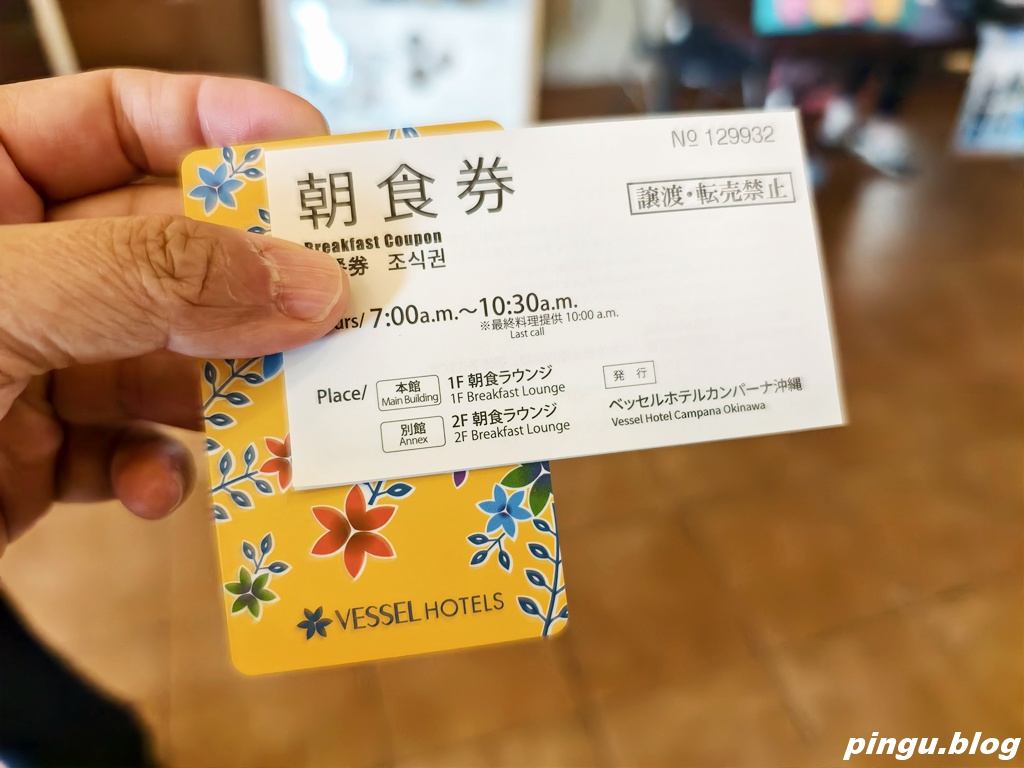 № 129932
朝食券
譲渡・転売禁止
Breakfast Coupon
券 조식권
7:00a.m.～10:30a.m.
※最終料理提供 10:00 a.m.
Last call
Place/
本館
Main Building
1F 朝食ラウンジ
1F Breakfast Lounge
別館
Annex
2F 朝食ラウンジ
2F Breakfast Lounge
発行
ベッセルホテルカンパーナ沖縄
Vessel Hotel Campana Okinawa
VESSEL HOTELS
pingu.blog